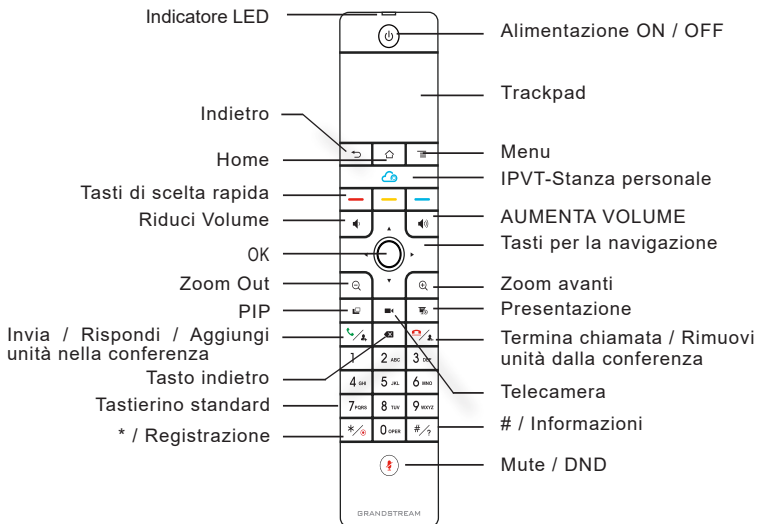 Indicatore LED
Alimentazione ON / OFF
Trackpad
Indietro
Home
Menu
IPVT-Stanza personale
Tasti di scelta rapida
Riduci Volume
AUMENTA VOLUME
OK
Tasti per la navigazione
Zoom Out
Zoom avanti
PIP
Presentazione
Invia / Rispondi / Aggiungi
unità nella conferenza
Termina chiamata / Rimuovi
unità dalla conferenza
Tasto indietro
Telecamera
Tastierino standard
* / Registrazione
# / Informazioni
Mute / DND
1 2 ABC 3 DEF
4 GHI 5 JKL 6 MNO
7 PQRS 8 TUV 9 WXYZ
*/ 0 OPER #/?
GRANDSTREAM